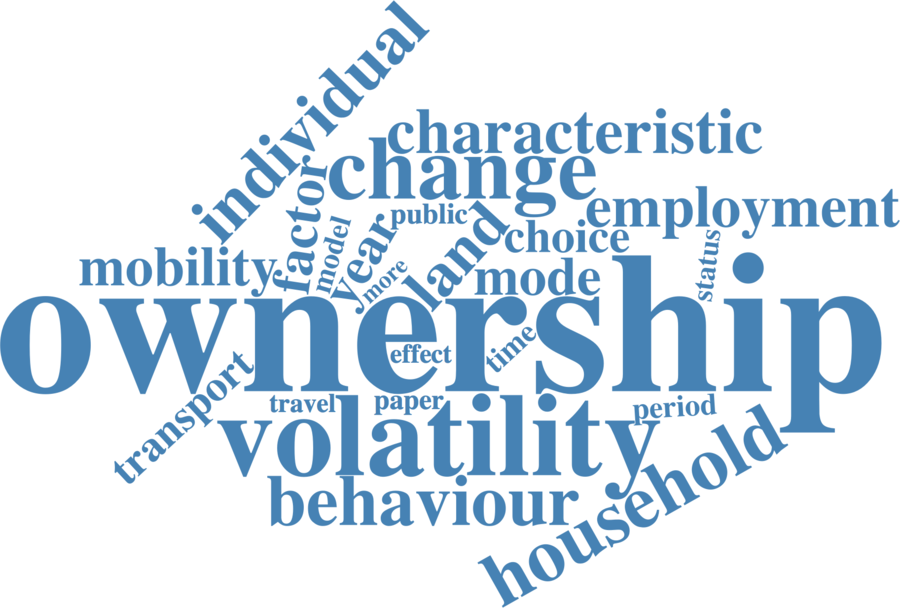 individual
characteristic
change
factor
public
employment
model
year
land
choice
status
mobility
more
mode
ownership
effect
time
transport
travel
paper
period
volatility
behaviour
household